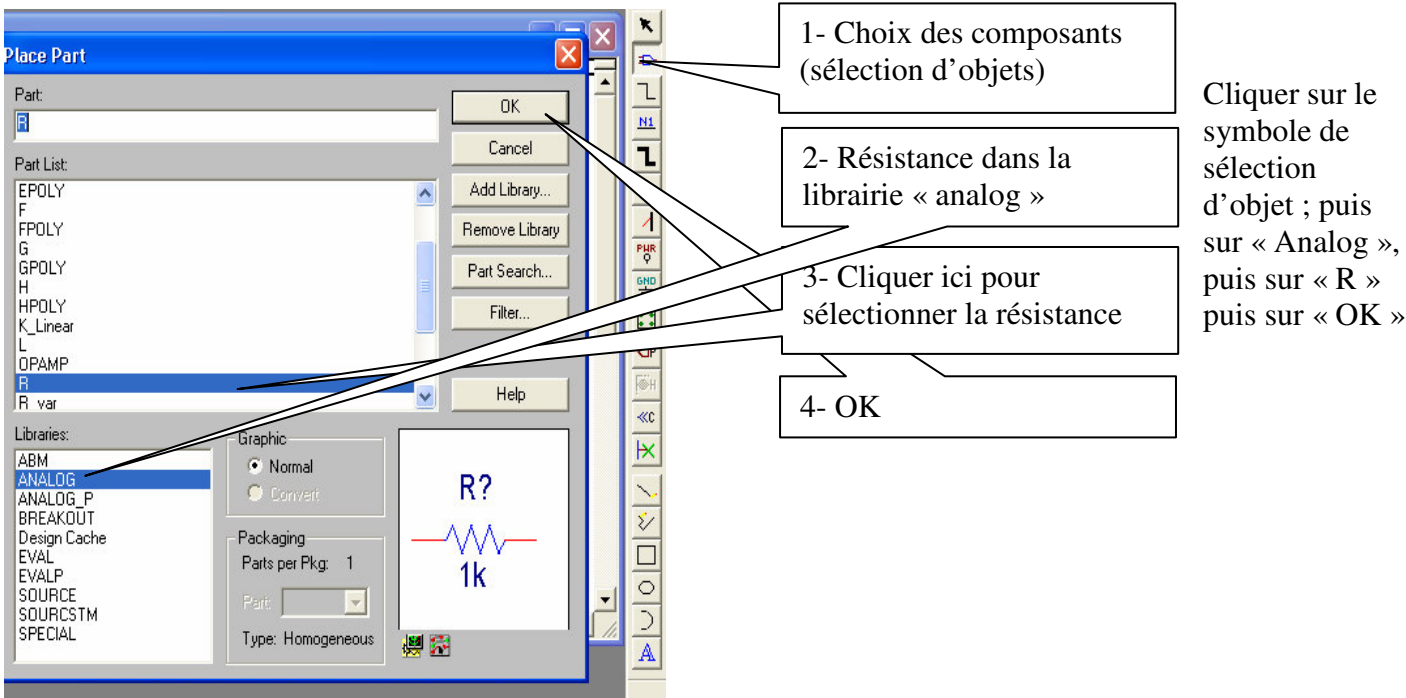 Place Part
Part:
R
Part List:
EPOLY
F
FPOLY
G
GPOLY
H
HPOLY
K_Linear
L
OPAMP
R
R_var
Libraries:
ABM
ANALOG
ANALOG_P
BREAKOUT
Design Cache
EVAL
EVALP
SOURCE
SOURCSTM
SPECIAL
Graphic
Normal
Convert
Packaging
Parts per Pkg: 1
Part:
Type: Homogeneous
OK
Cancel
Add Library...
Remove Library
Part Search...
Filter...
Help
R?
1k
N1
PWR
GND
P
H
«C
A
1- Choix des composants
(sélection d’objets)
2- Résistance dans la
librairie « analog »
3- Cliquer ici pour
sélectionner la résistance
4- OK
Cliquer sur le
symbole de
sélection
d’objet ; puis
sur « Analog »,
puis sur « R »
puis sur « OK »